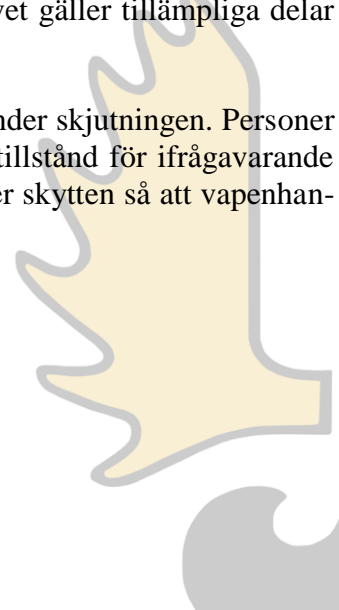 vet gäller tillämpliga delar
nder skjutningen. Personer
tillstånd för ifrågavarande
er skytten så att vapenhan-